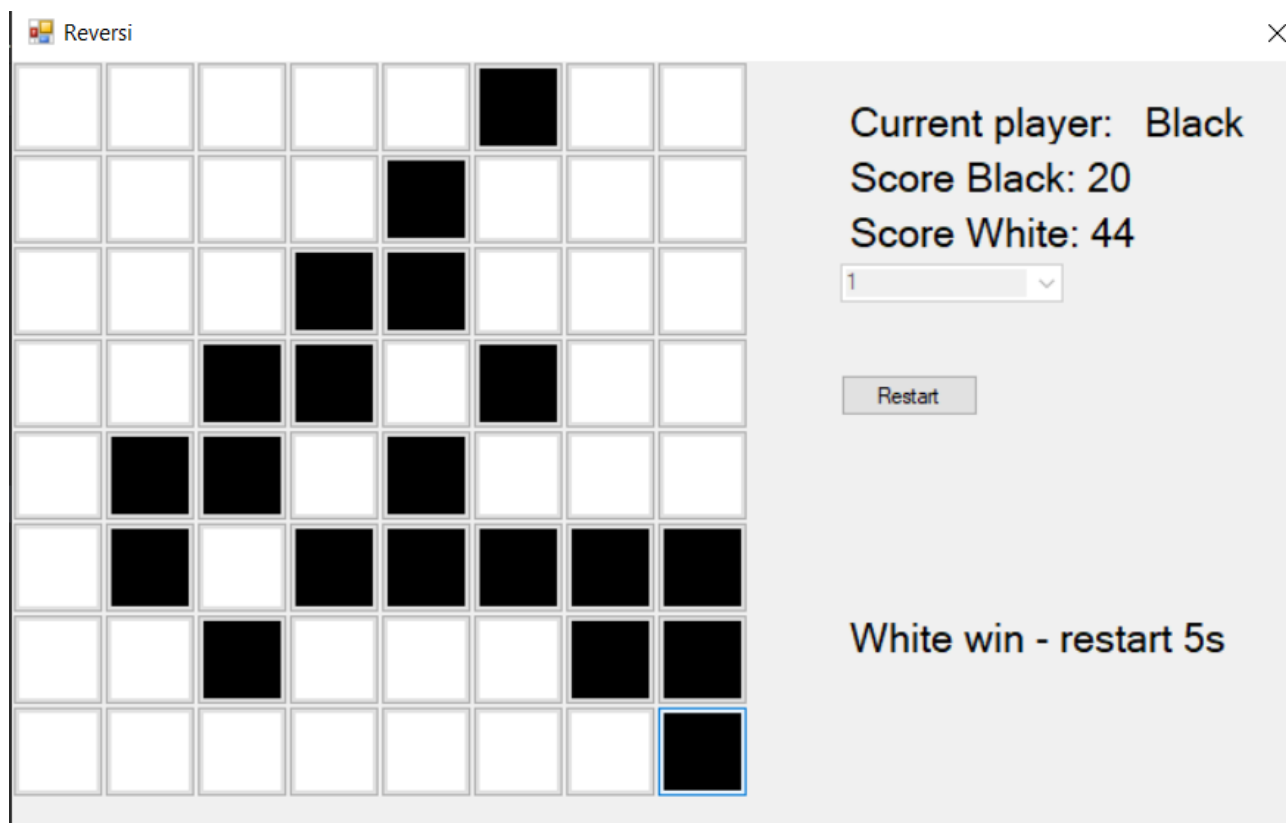 Reversi
Current player: Black
Score Black: 20
Score White: 44
1
Restart
White win - restart 5s